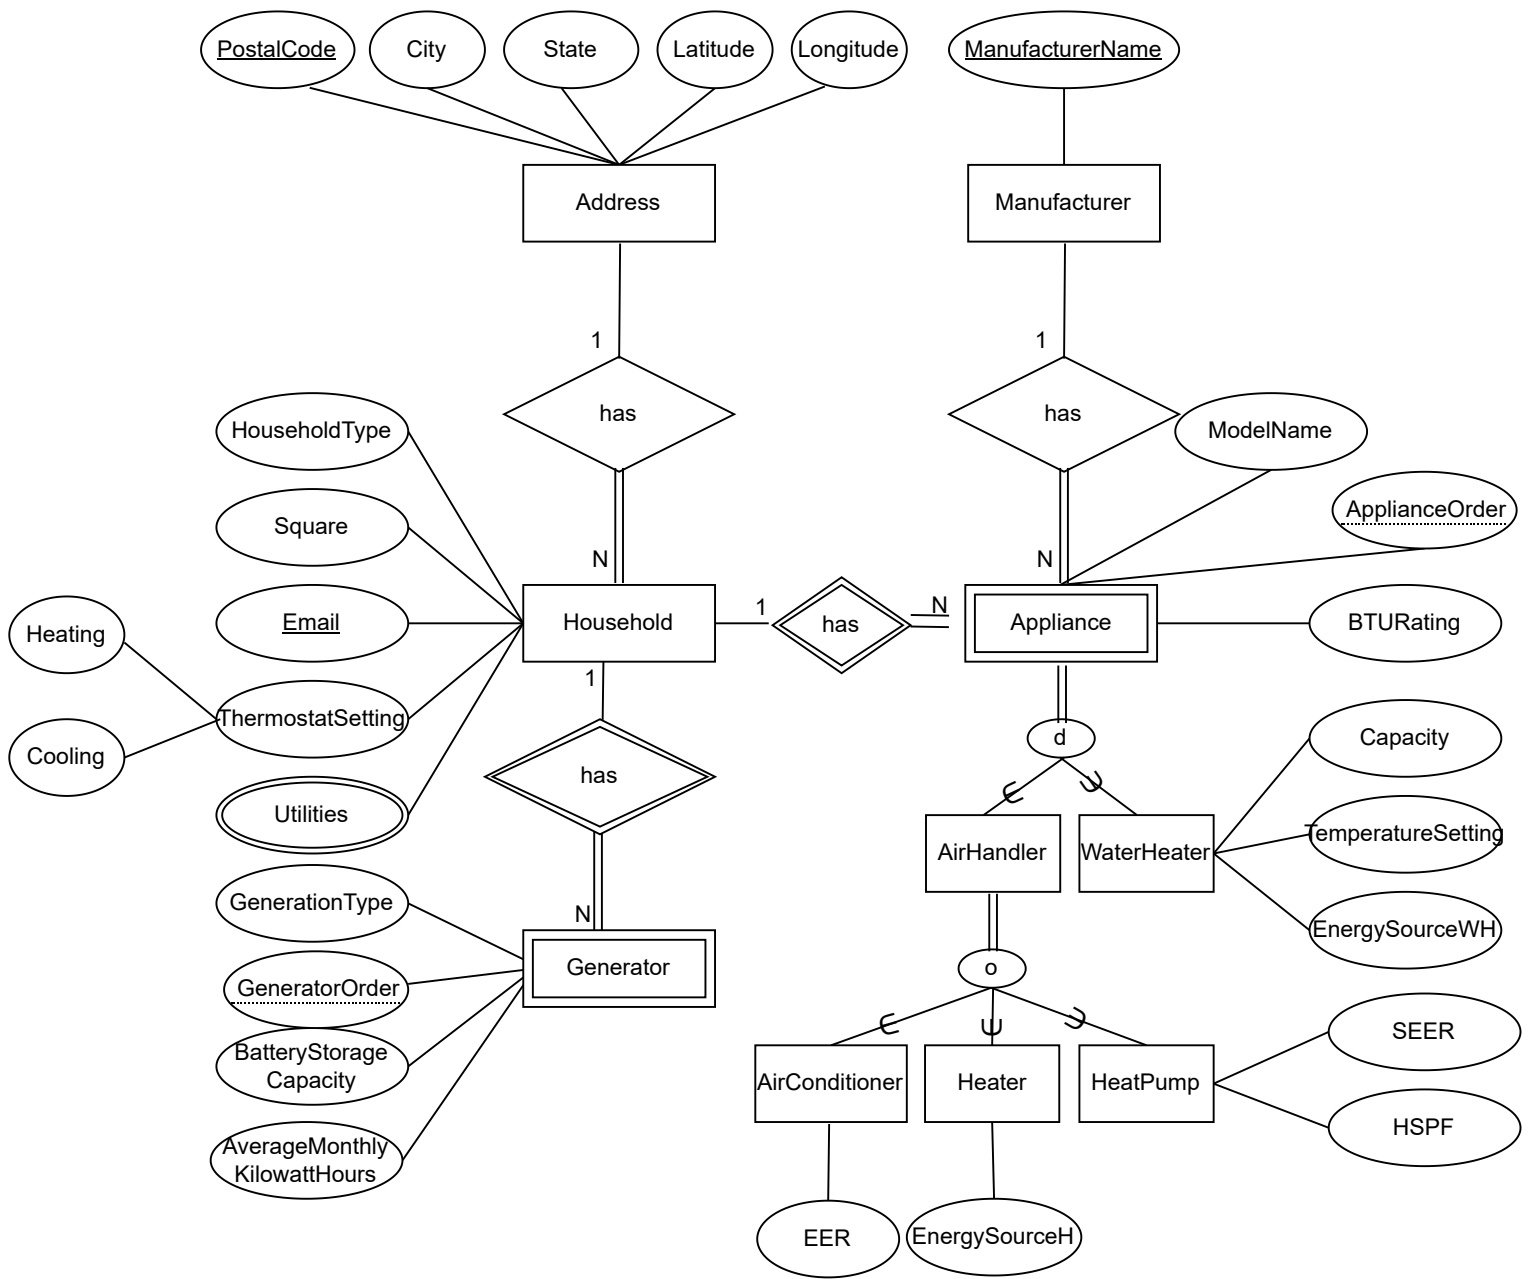 PostalCode
City
State
Latitude
Longitude
ManufacturerName
Address
Manufacturer
1
1
has
has
HouseholdType
ModelName
Square
ApplianceOrder
N
N
Email
Household
1
has
N
Appliance
BTURating
Heating
ThermostatSetting
1
Cooling
has
d
Capacity
Utilities
TemperatureSetting
AirHandler
WaterHeater
GenerationType
N
EnergySourceWH
GeneratorOrder
Generator
o
BatteryStorage
Capacity
SEER
AirConditioner
Heater
HeatPump
AverageMonthly
KilowattHours
HSPF
EER
EnergySourceH